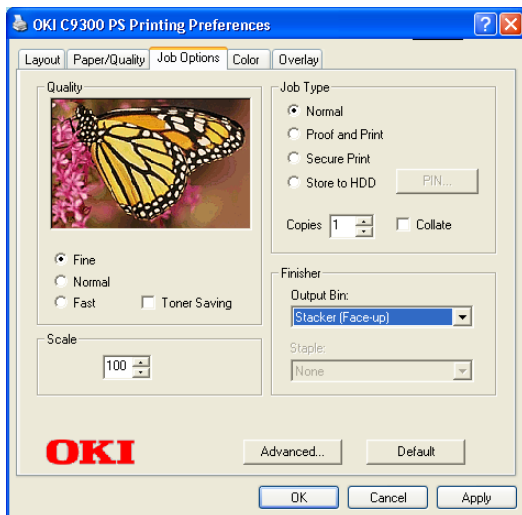 OKI C9300 PS Printing Preferences
Layout Paper/Quality Job Options Color Overlay
Quality
Fine
Normal
Fast Toner Saving
Scale
100
Job Type
Normal
Proof and Print
Secure Print
Store to HDD PIN...
Copies 1 Collate
Finisher
Output Bin:
Stacker (Face-up)
Staple:
None
OKI Advanced... Default
OK Cancel Apply